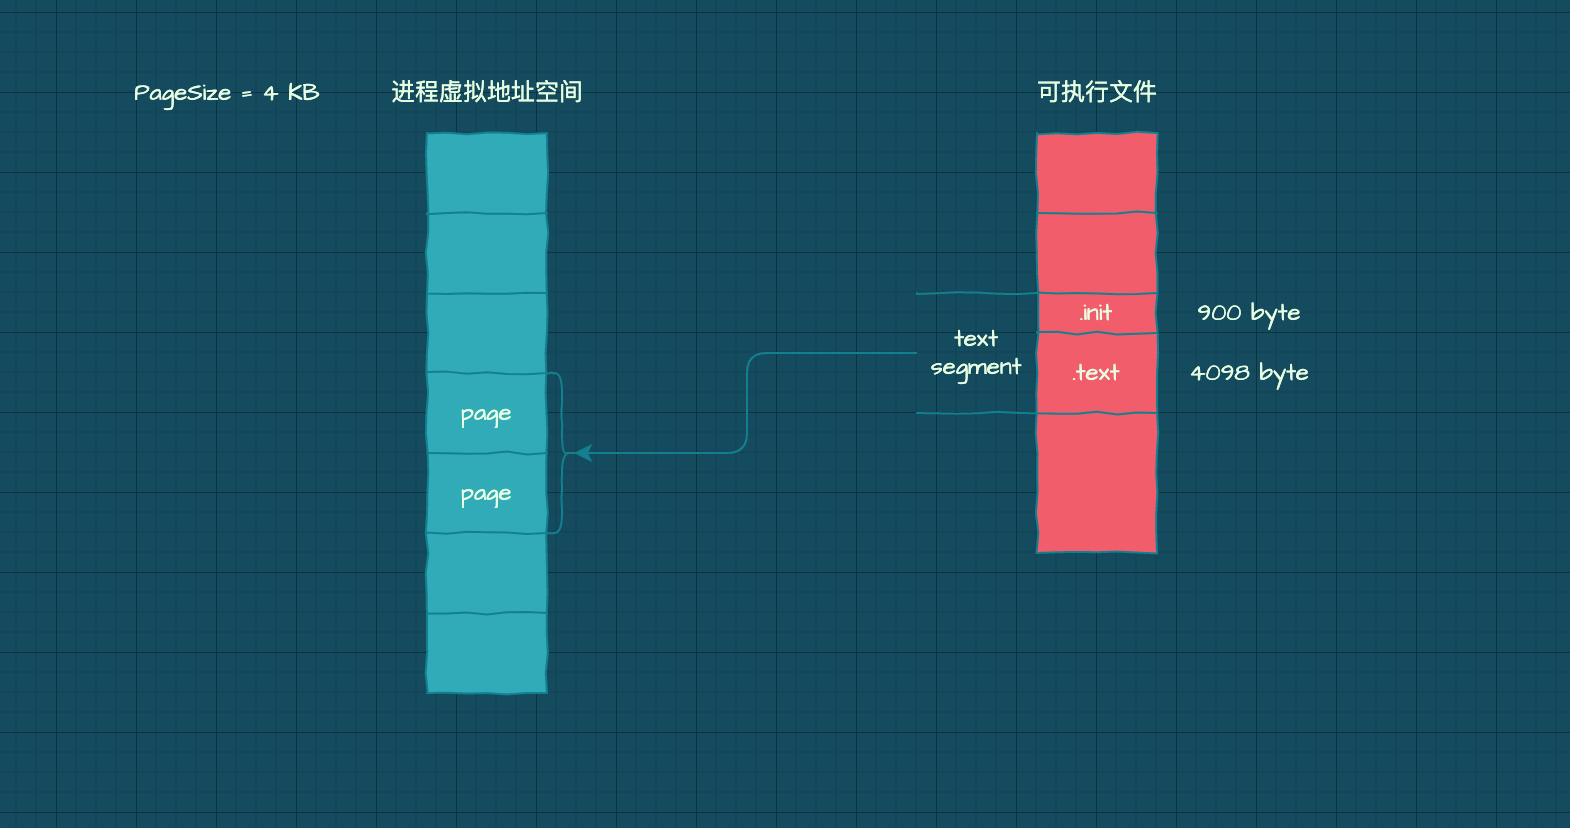 PageSize = 4 KB
进程虚拟地址空间
可执行文件
.init
900 byte
text
segment
.text
4098 byte
page
page